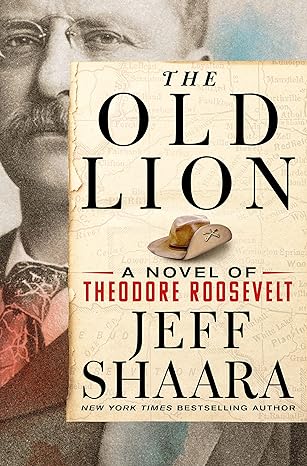 THE
OLD
LION
A NOVEL OF
THEODORE ROOSEVELT
JEFF
SHAARA
NEW YORK TIMES BESTSELLING AUTHOR